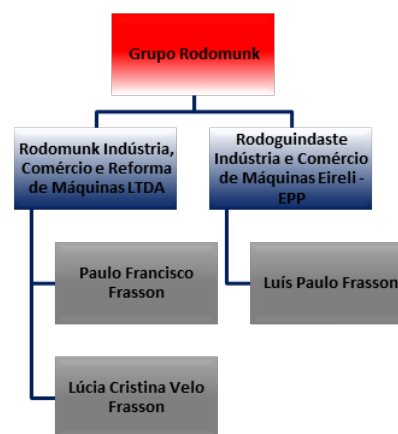 Grupo Rodomunk
Rodomunk Indústria,
Comércio e Reforma
de Máquinas LTDA
Rodoguindaste
Indústria e Comércio
de Máquinas Eireli -
EPP
Paulo Francisco
Frasson
Luís Paulo Frasson
Lúcia Cristina Velo
Frasson